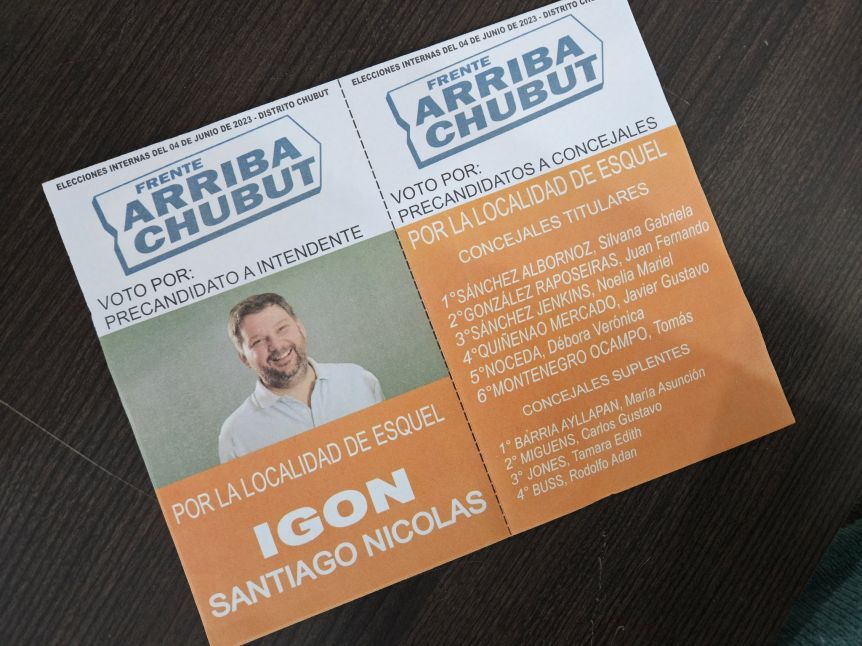 ELECCIONES INTERNAS DEL 04 DE JUNIO DE 2023 - DISTRITO CHUBUT
FRENTE
ARRIBA
CHUBUT
VOTO POR:
PRECANDIDATO A INTENDENTE
POR LA LOCALIDAD DE ESQUEL
IGON
SANTIAGO NICOLAS
ELECCIONES INTERNAS DEL 04 DE JUNIO DE 2023 - DISTRITO
FRENTE
ARRIBA
CHUBUT
VOTO POR:
PRECANDIDATOS A CONCEJALES
POR LA LOCALIDAD DE ESQUEL
CONCEJALES TITULARES
1°SÁNCHEZ ALBORNOZ, Silvana Gabriela
2°GONZÁLEZ RAPOSEIRAS, Juan Fernando
3°SÁNCHEZ JENKINS, Noelia Mariel
4°QUIÑENAO MERCADO, Javier Gustavo
5°NOCEDA, Débora Verónica
6°MONTENEGRO OCAMPO, Tomás
CONCEJALES SUPLENTES
1° BARRIA AYLLAPAN, María Asunción
2° MIGUENS, Carlos Gustavo
3° JONES, Tamara Edith
4° BUSS, Rodolfo Adan